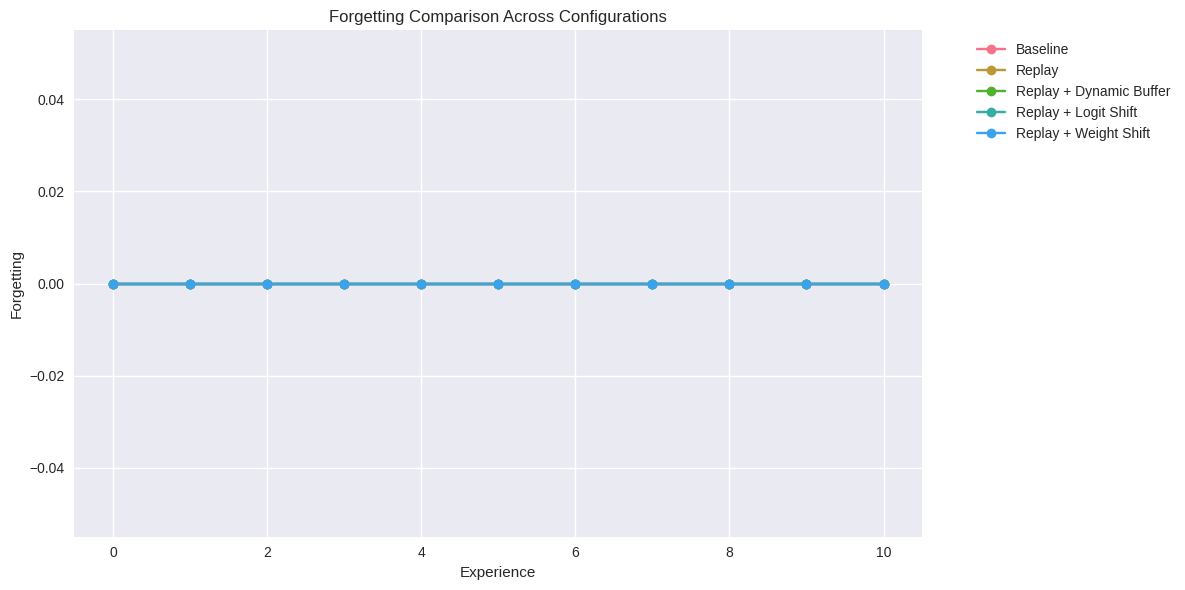 Forgetting Comparison Across Configurations
Baseline
Replay
Replay + Dynamic Buffer
Replay + Logit Shift
Replay + Weight Shift
0.04
0.02
0.00
−0.02
−0.04
Forgetting
0 2 4 6 8 10
Experience